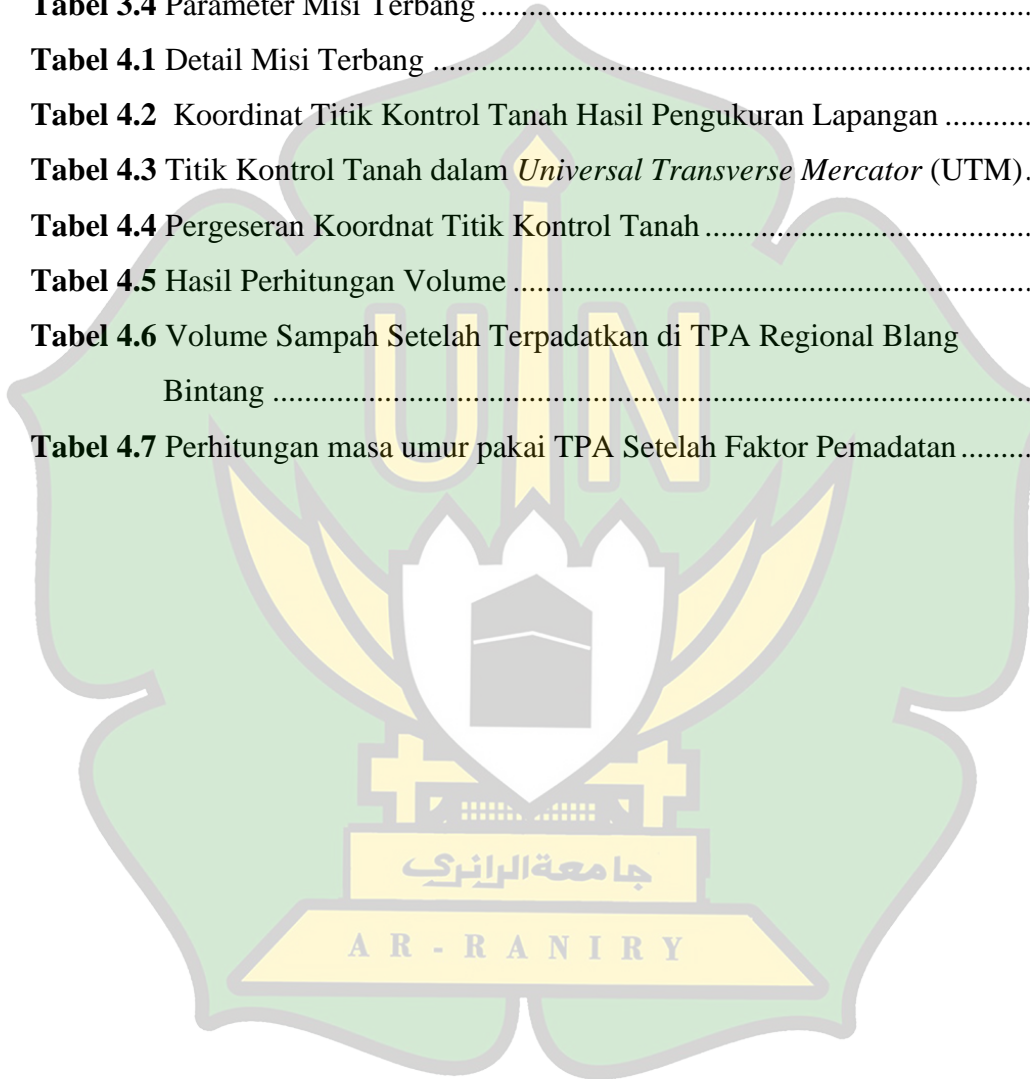 Tabel 3.4 Parameter Misi Terbang ....................................................................
Tabel 4.1 Detail Misi Terbang ..........................................................................
Tabel 4.2  Koordinat Titik Kontrol Tanah Hasil Pengukuran Lapangan ...........
Tabel 4.3 Titik Kontrol Tanah dalam Universal Transverse Mercator (UTM).
Tabel 4.4 Pergeseran Koordnat Titik Kontrol Tanah ........................................
Tabel 4.5 Hasil Perhitungan Volume ................................................................
Tabel 4.6 Volume Sampah Setelah Terpadatkan di TPA Regional Blang
Bintang ..............................................................................................
Tabel 4.7 Perhitungan masa umur pakai TPA Setelah Faktor Pemadatan .........
UIN
جامعةالرانري
AR - RANIRY